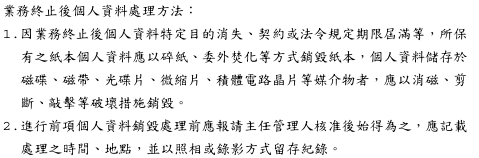 業務終止後個人資料處理方法：
1.因業務終止後個人資料特定目的消失、契約或法令規定期限屆滿等，所保
有之紙本個人資料應以碎紙、委外焚化等方式銷毀紙本，個人資料儲存於
磁碟、磁帶、光碟片、微縮片、積體電路晶片等媒介物者，應以消磁、剪
斷、敲擊等破壞措施銷毀。
2.進行前項個人資料銷毀處理前應報請主任管理人核准後始得為之，應記載
處理之時間、地點，並以照相或錄影方式留存紀錄。